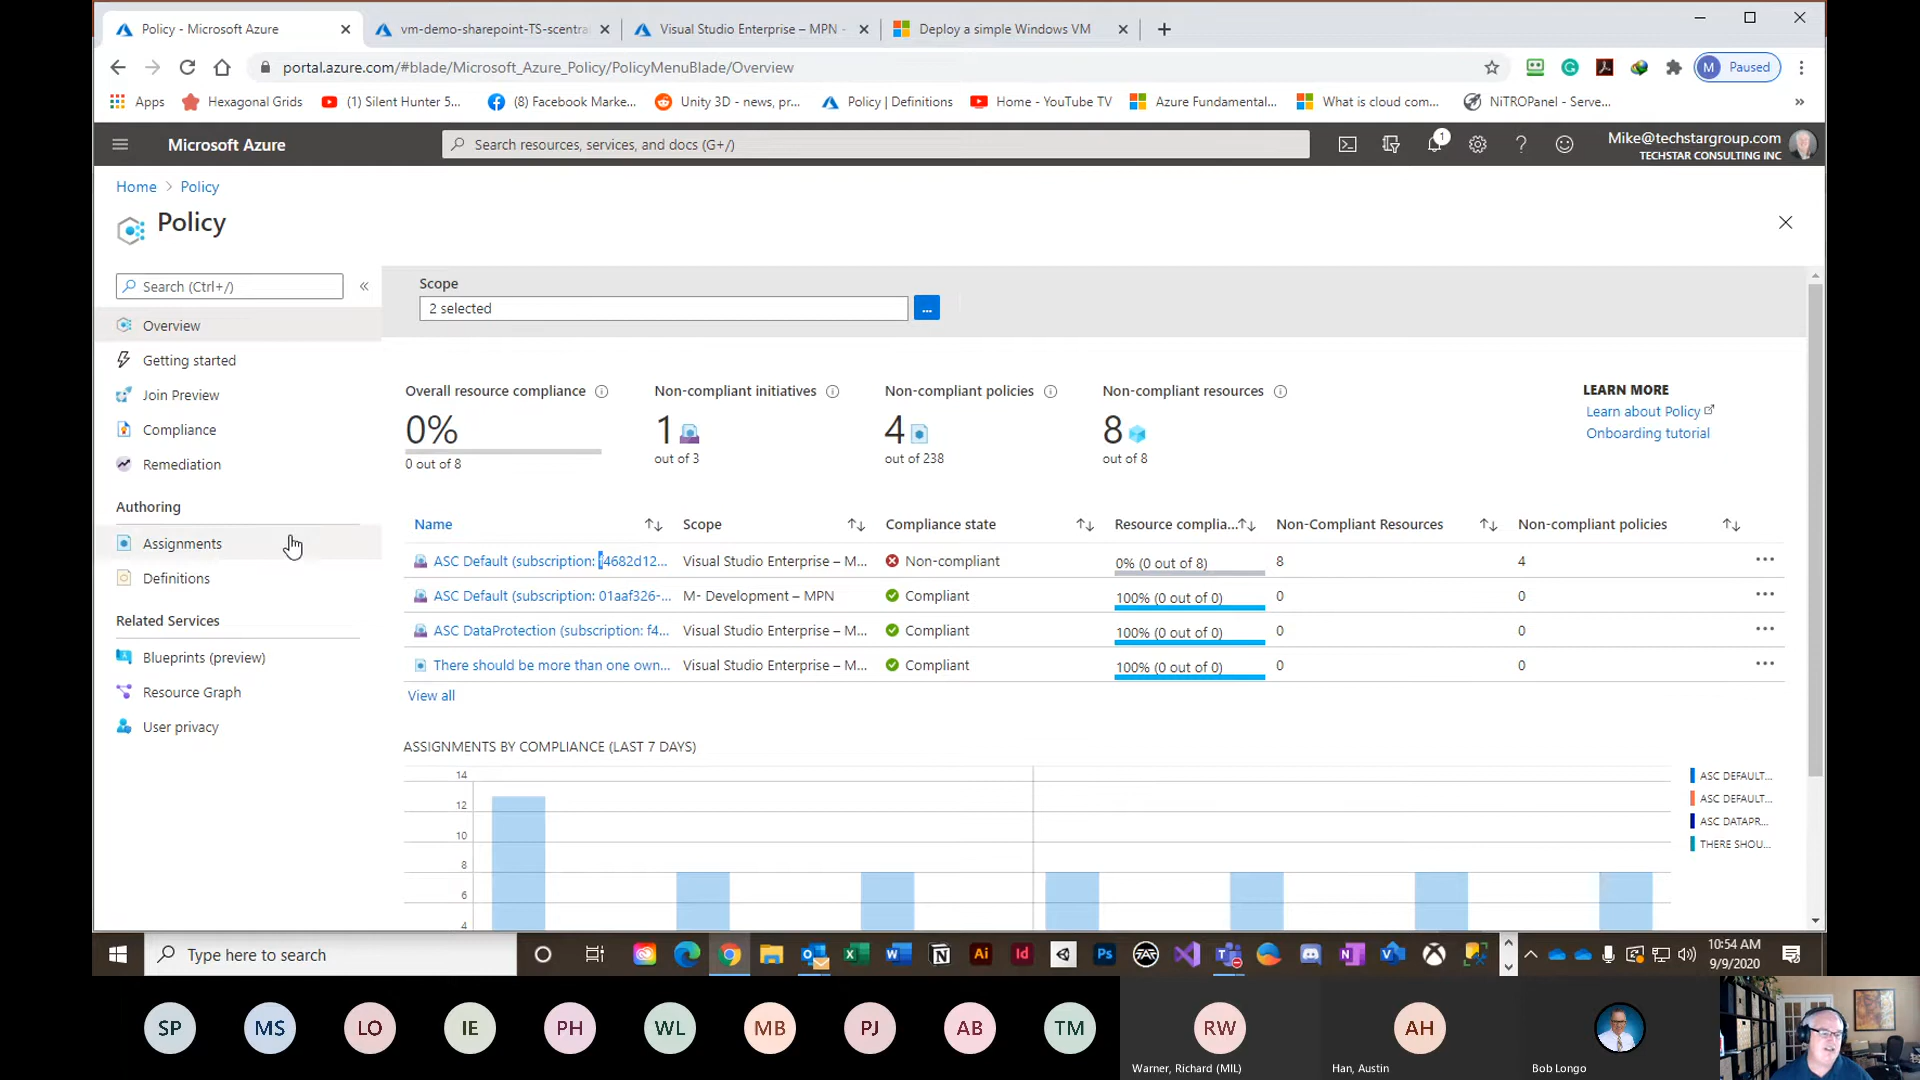 Policy - Microsoft Azure
vm-demo-sharepoint-TS-scentra
Visual Studio Enterprise – MPN -
Deploy a simple Windows VM
portal.azure.com/#blade/Microsoft_Azure_Policy/PolicyMenuBlade/Overview
M Paused
Apps
Hexagonal Grids
(1) Silent Hunter 5...
(8) Facebook Marke...
Unity 3D - news, pr...
Policy | Definitions
Home - YouTube TV
Azure Fundamental...
What is cloud com...
NiTROPanel - Serve...
»
Microsoft Azure
Search resources, services, and docs (G+/)
1
Mike@techstargroup.com
TECHSTAR CONSULTING INC
Home > Policy
Policy
Search (Ctrl+/)
«
Overview
Getting started
Join Preview
Compliance
Remediation
Authoring
Assignments
Definitions
Related Services
Blueprints (preview)
Resource Graph
User privacy
Scope
2 selected
...
Overall resource compliance
0%
0 out of 8
Non-compliant initiatives
1
out of 3
Non-compliant policies
4
out of 238
Non-compliant resources
8
out of 8
LEARN MORE
Learn about Policy
Onboarding tutorial
Name Scope Compliance state Resource complia... Non-Compliant Resources Non-compliant policies
ASC Default (subscription: f4682d12... Visual Studio Enterprise – M... Non-compliant 0% (0 out of 8) 8 4 ...
ASC Default (subscription: 01aaf326-... M- Development – MPN Compliant 100% (0 out of 0) 0 0 ...
ASC DataProtection (subscription: f4... Visual Studio Enterprise – M... Compliant 100% (0 out of 0) 0 0 ...
There should be more than one own... Visual Studio Enterprise – M... Compliant 100% (0 out of 0) 0 0 ...
View all
ASSIGNMENTS BY COMPLIANCE (LAST 7 DAYS)
14
12
10
8
6
4
ASC DEFAULT...
ASC DEFAULT...
ASC DATAPR...
THERE SHOU...
Type here to search
10:54 AM
9/9/2020
SP
MS
LO
IE
PH
WL
MB
PJ
AB
TM
RW
AH
Warner, Richard (MIL)
Han, Austin
Bob Longo